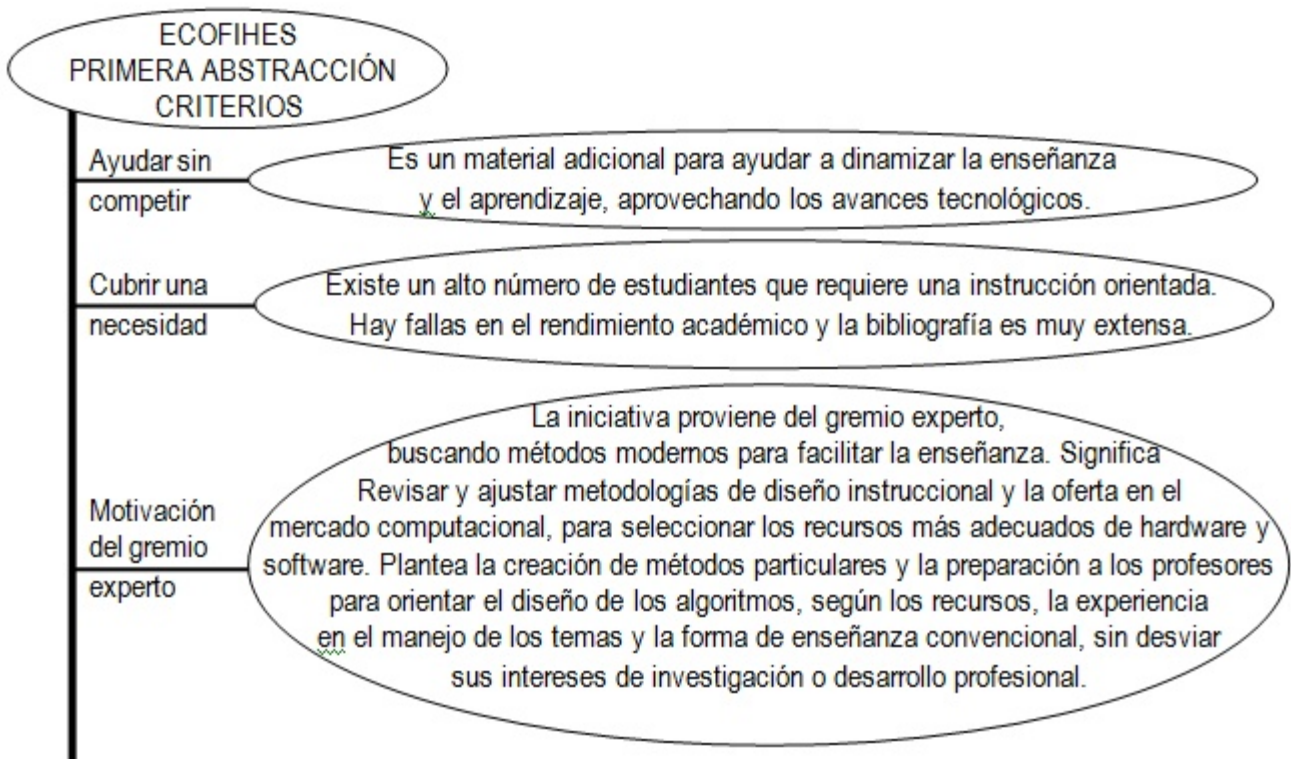 ECOFIHES
PRIMERA ABSTRACCIÓN
CRITERIOS
Ayudar sin
competir
Es un material adicional para ayudar a dinamizar la enseñanza
y el aprendizaje, aprovechando los avances tecnológicos.
Cubrir una
necesidad
Existe un alto número de estudiantes que requiere una instrucción orientada.
Hay fallas en el rendimiento académico y la bibliografía es muy extensa.
Motivación
del gremio
experto
La iniciativa proviene del gremio experto,
buscando métodos modernos para facilitar la enseñanza. Significa
Revisar y ajustar metodologías de diseño instruccional y la oferta en el
mercado computacional, para seleccionar los recursos más adecuados de hardware y
software. Plantea la creación de métodos particulares y la preparación a los profesores
para orientar el diseño de los algoritmos, según los recursos, la experiencia
en el manejo de los temas y la forma de enseñanza convencional, sin desviar
sus intereses de investigación o desarrollo profesional.